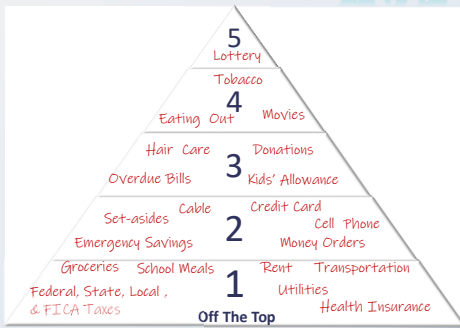 5
Lottery
Tobacco
4
Eating Out Movies
Hair Care Donations
3
Overdue Bills Kids' Allowance
Cable Credit Card
Set-asides 2 Cell Phone
Emergency Savings Money Orders
Groceries School Meals Rent Transportation
1
Federal, State, Local , Utilities
& FICA Taxes Health Insurance
Off The Top